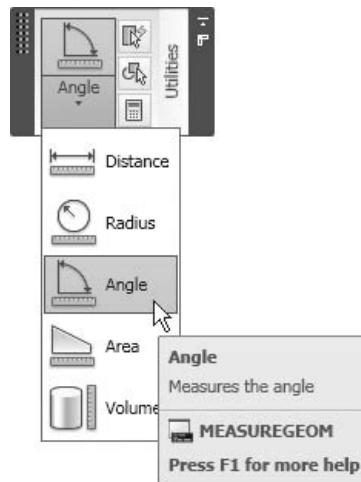 Angle
Utilities
Distance
Radius
Angle
Area
Volume
Angle
Measures the angle
MEASUREGEOM
Press F1 for more help